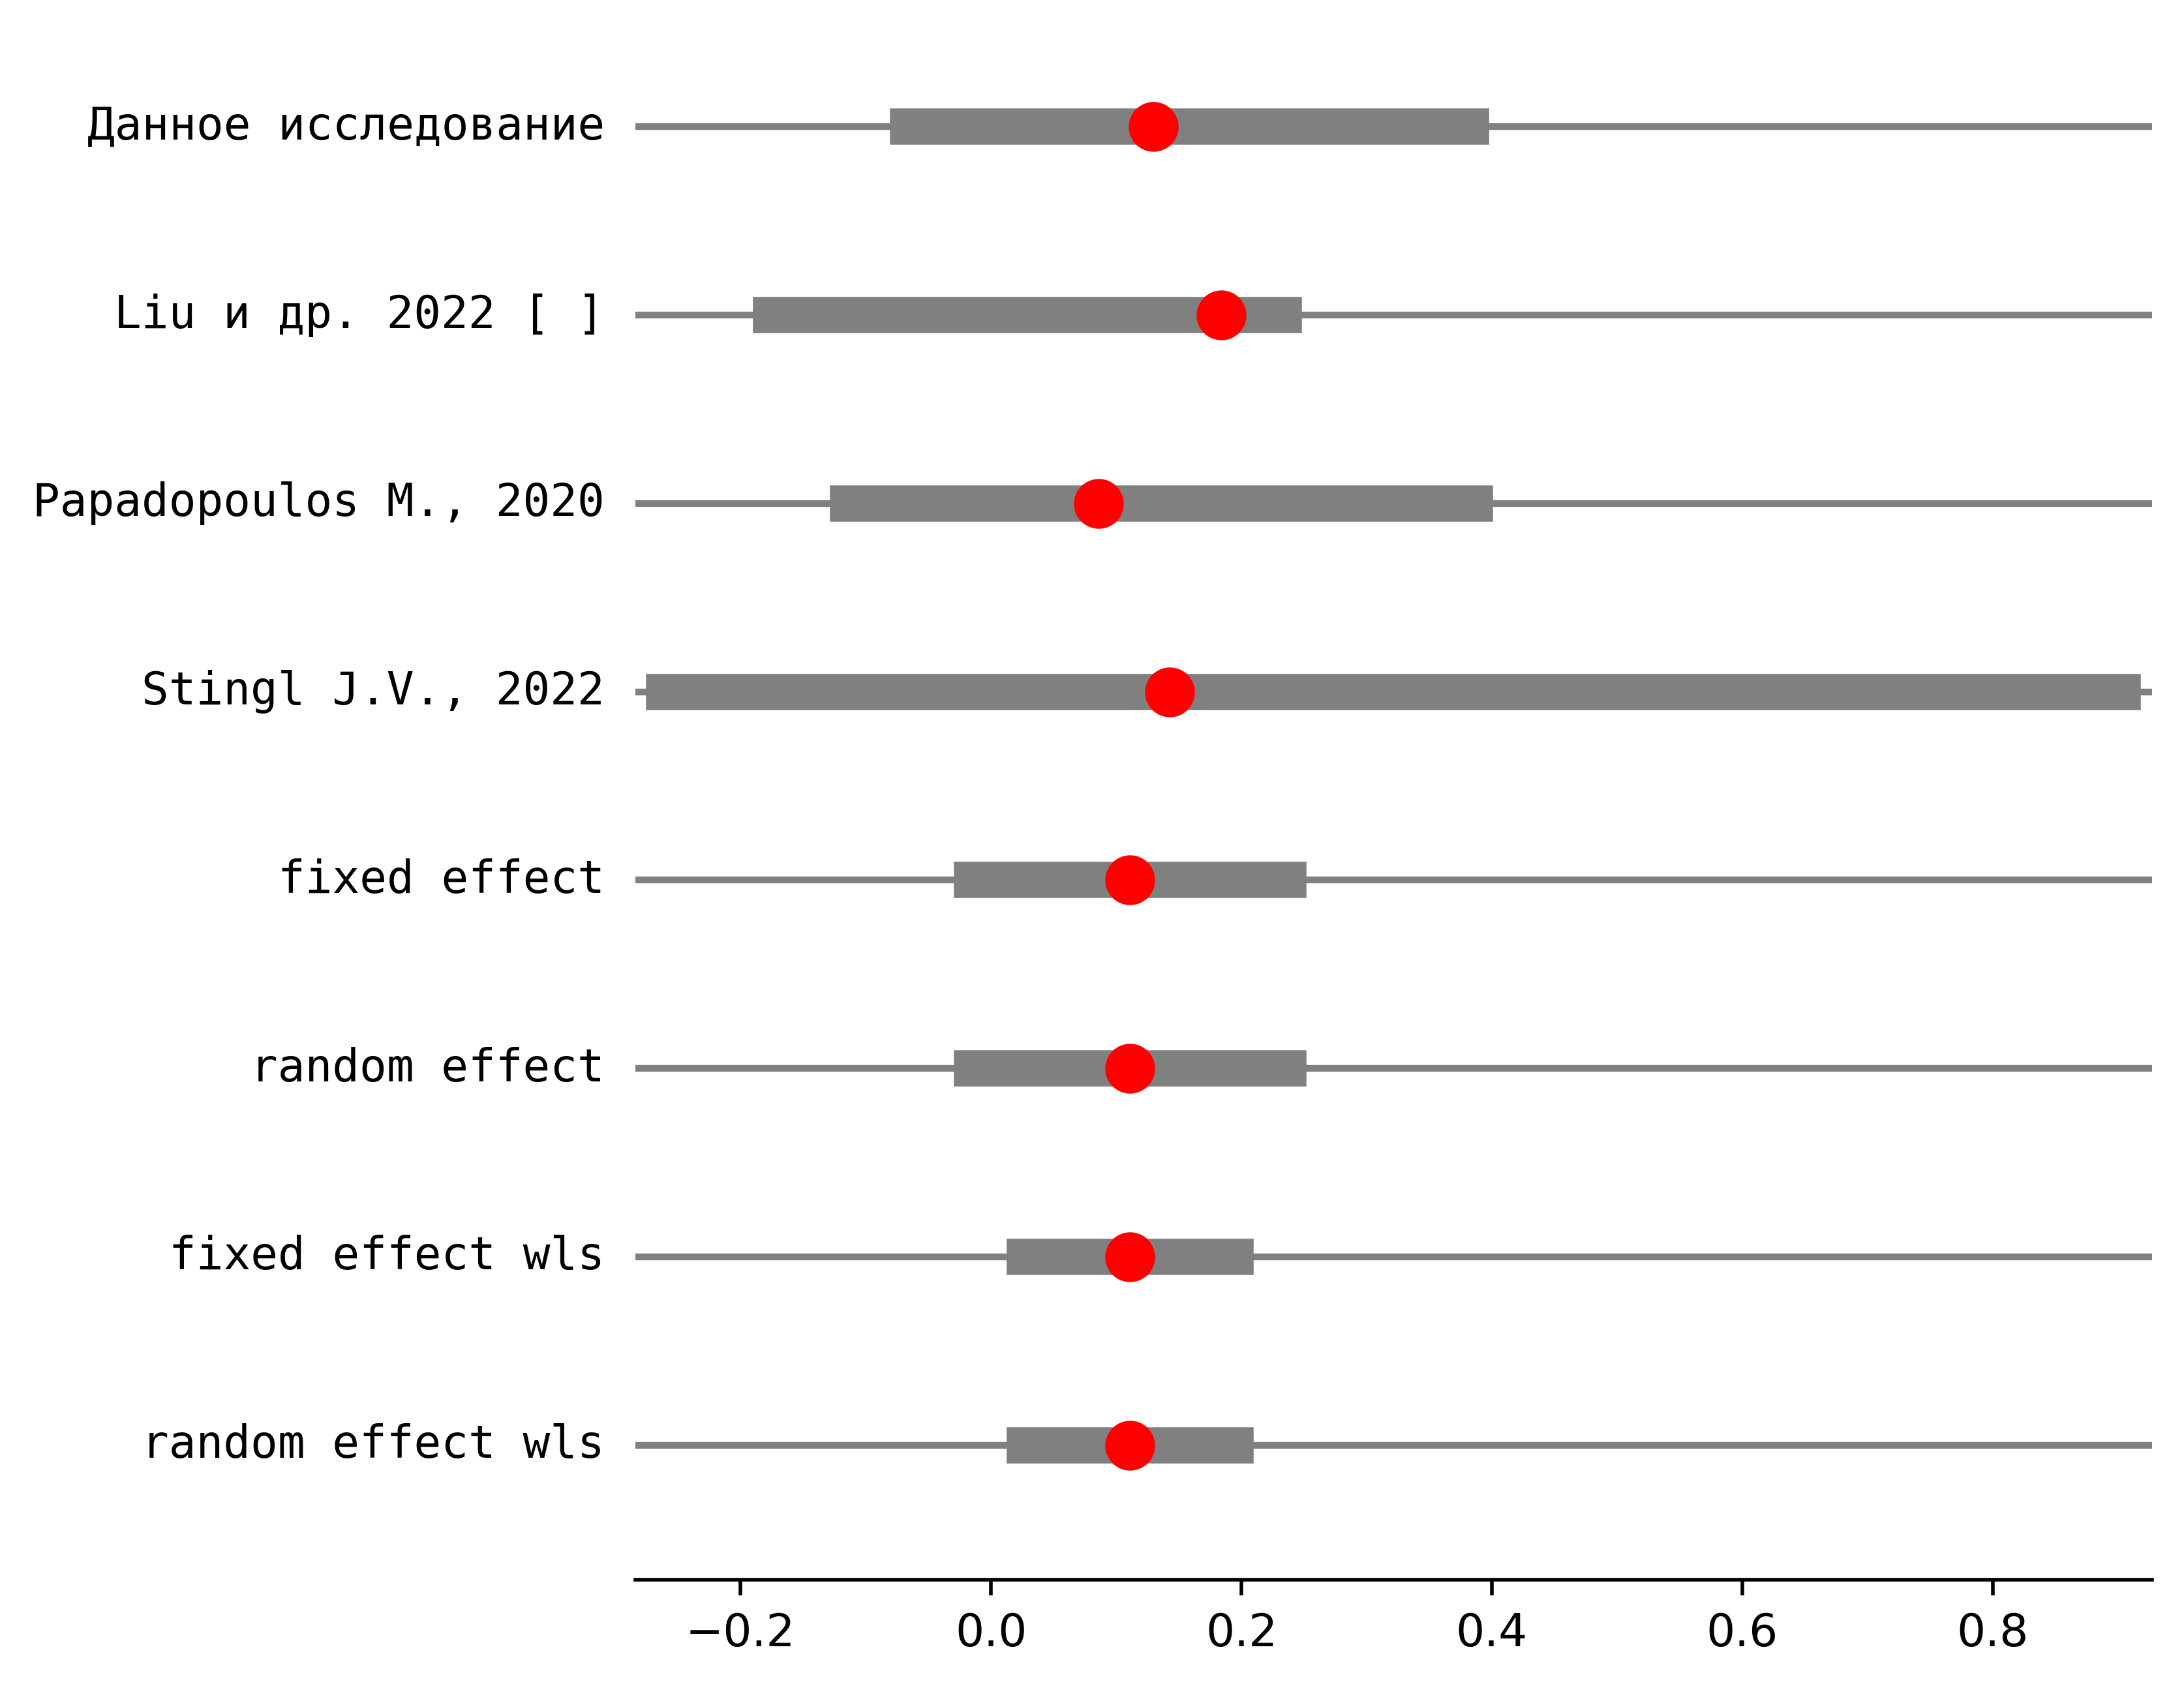 Данное исследование
Liu и др. 2022 [ ]
Papadopoulos M., 2020
Stingl J.V., 2022
fixed effect
random effect
fixed effect wls
random effect wls
−0.2 0.0 0.2 0.4 0.6 0.8